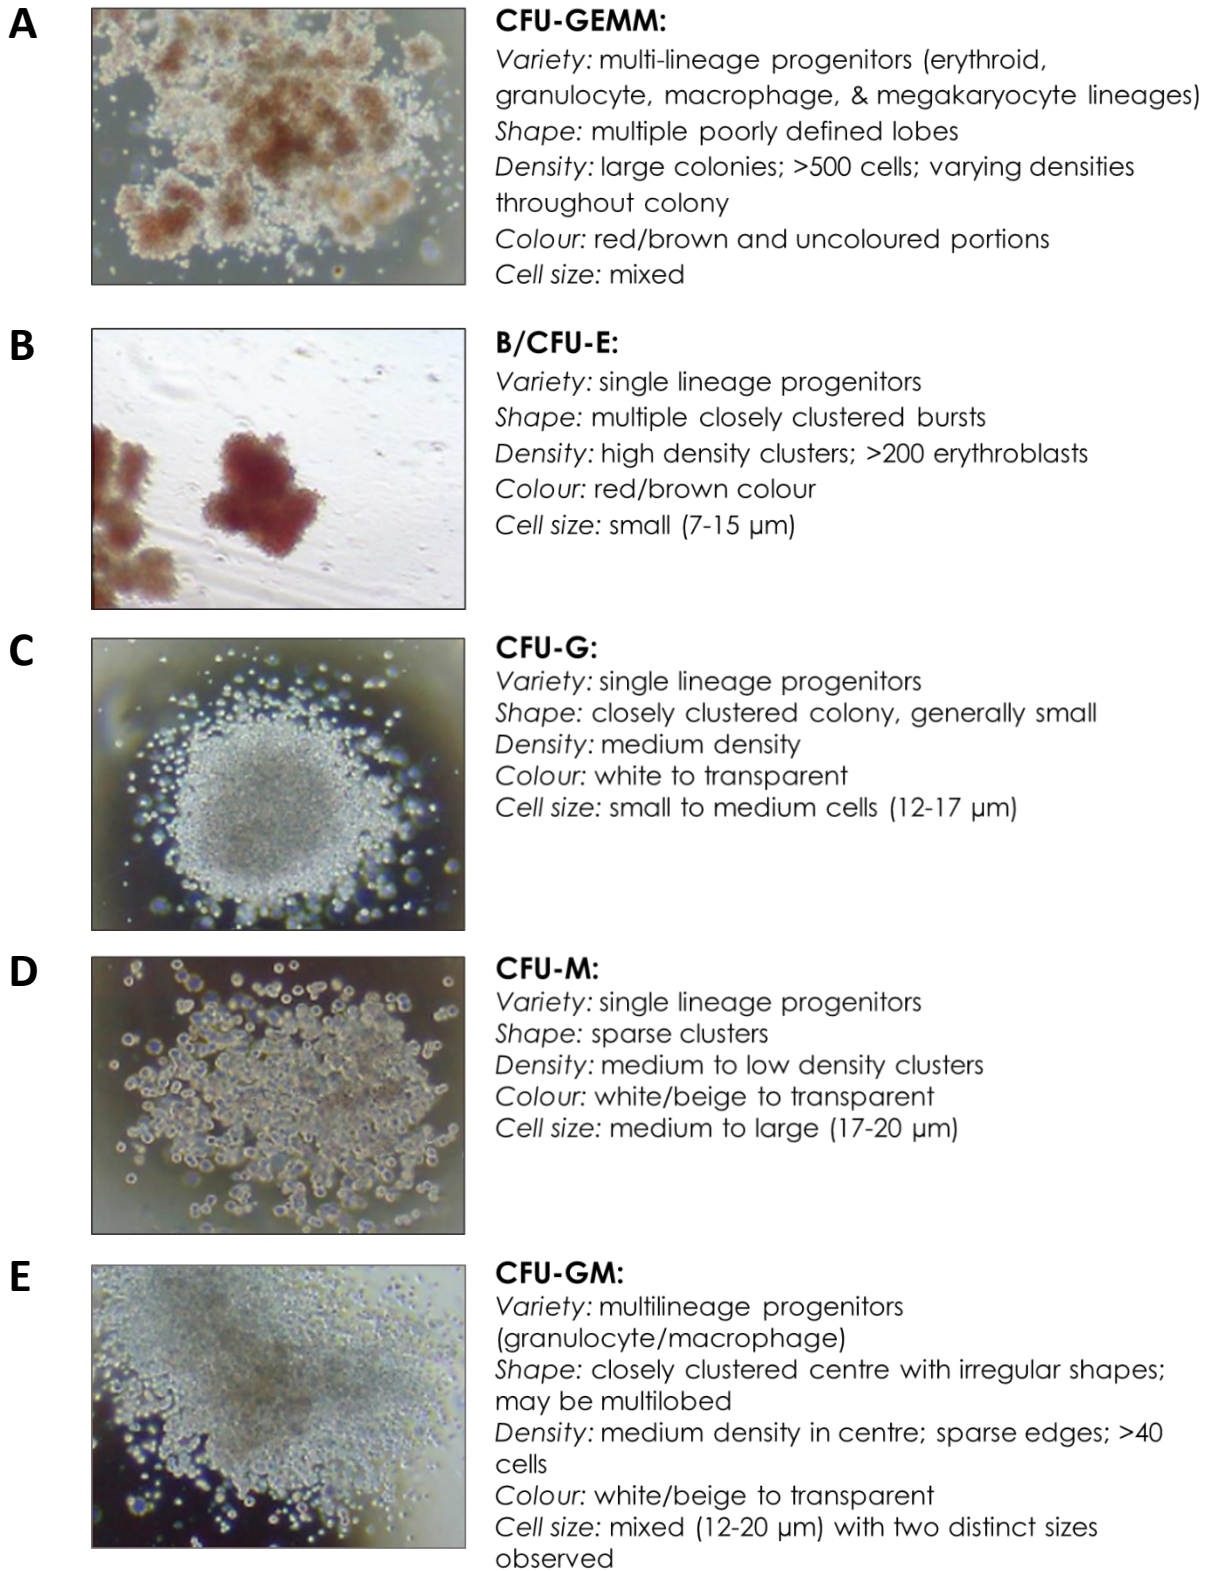 A
CFU-GEMM:
Variety: multi-lineage progenitors (erythroid,
granulocyte, macrophage, & megakaryocyte lineages)
Shape: multiple poorly defined lobes
Density: large colonies; >500 cells; varying densities
throughout colony
Colour: red/brown and uncoloured portions
Cell size: mixed
B
B/CFU-E:
Variety: single lineage progenitors
Shape: multiple closely clustered bursts
Density: high density clusters; >200 erythroblasts
Colour: red/brown colour
Cell size: small (7-15 µm)
C
CFU-G:
Variety: single lineage progenitors
Shape: closely clustered colony, generally small
Density: medium density
Colour: white to transparent
Cell size: small to medium cells (12-17 µm)
D
CFU-M:
Variety: single lineage progenitors
Shape: sparse clusters
Density: medium to low density clusters
Colour: white/beige to transparent
Cell size: medium to large (17-20 µm)
E
CFU-GM:
Variety: multilineage progenitors
(granulocyte/macrophage)
Shape: closely clustered centre with irregular shapes;
may be multilobed
Density: medium density in centre; sparse edges; >40
cells
Colour: white/beige to transparent
Cell size: mixed (12-20 µm) with two distinct sizes
observed